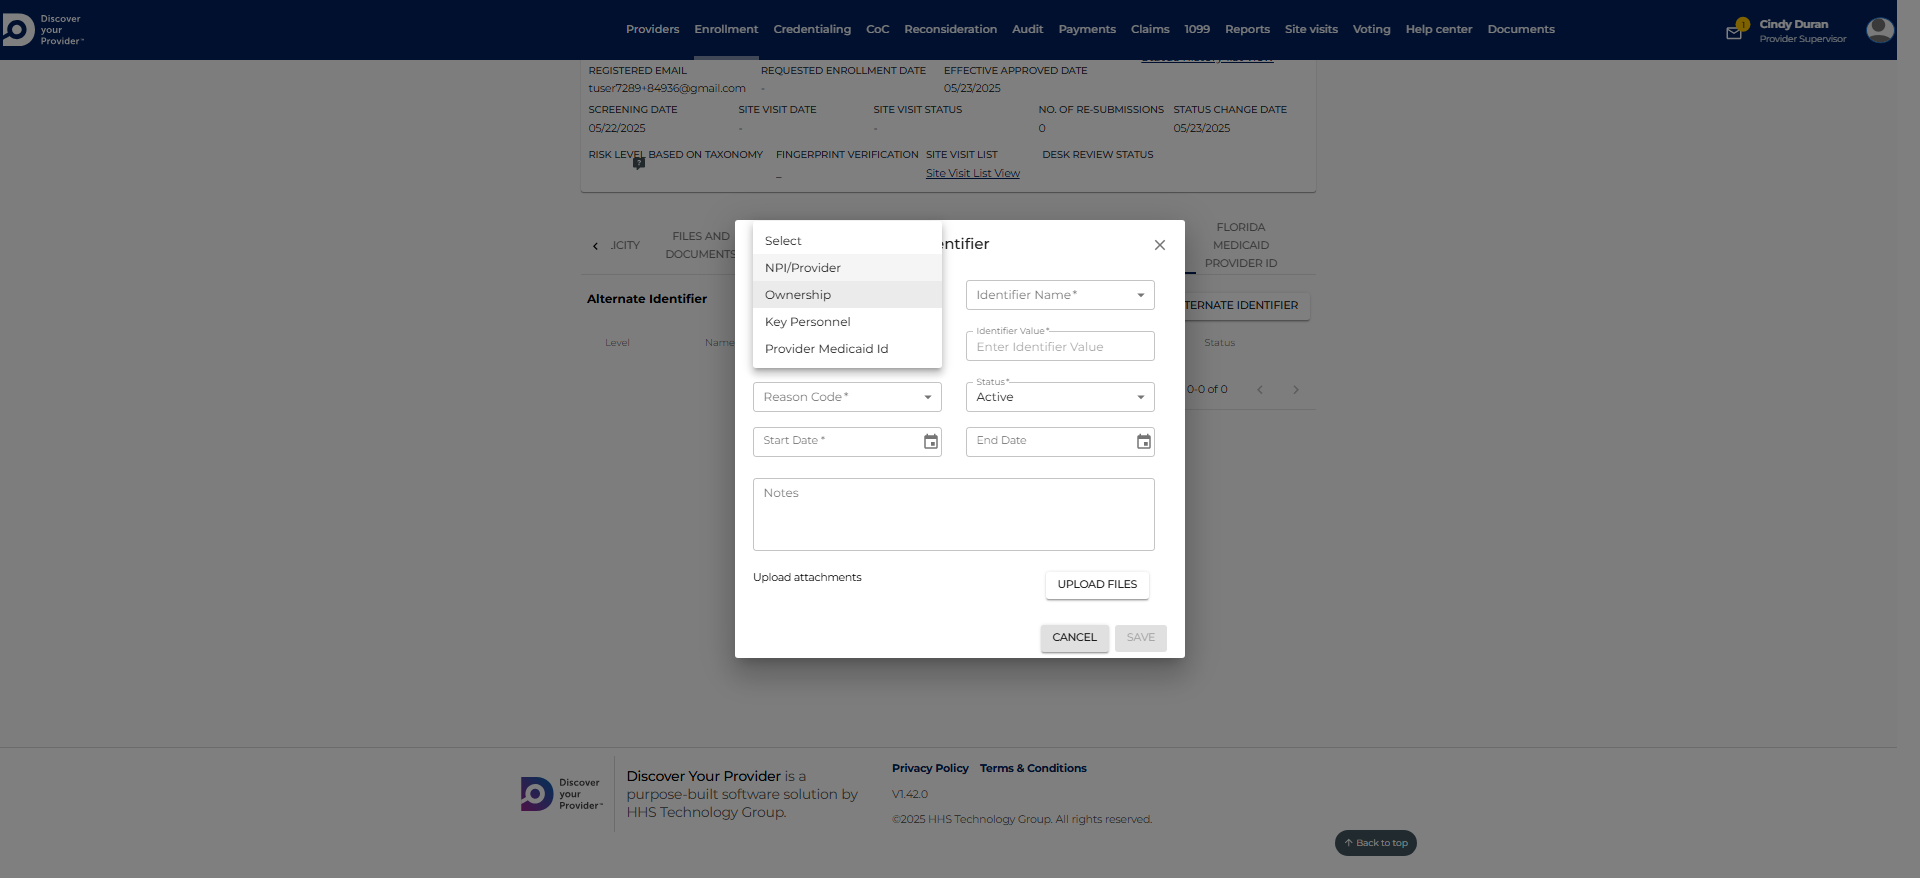 Discover
your
Provider
Providers Enrollment Credentialing CoC Reconsideration Audit Payments Claims 1099 Reports Site visits Voting Help center Documents
1
Cindy Duran
Provider Supervisor
REGISTERED EMAIL REQUESTED ENROLLMENT DATE EFFECTIVE APPROVED DATE
tuser7289+84936@gmail.com - 05/23/2025
SCREENING DATE SITE VISIT DATE SITE VISIT STATUS NO. OF RE-SUBMISSIONS STATUS CHANGE DATE
05/22/2025 - - 0 05/23/2025
RISK LEVEL BASED ON TAXONOMY FINGERPRINT VERIFICATION SITE VISIT LIST DESK REVIEW STATUS
? _ Site Visit List View
ICITY
FILES AND
DOCUMENTS
FLORIDA
MEDICAID
PROVIDER ID
Alternate Identifier
TERNATE IDENTIFIER
Level Name Status
0-0 of 0
entifier
Select
NPI/Provider
Ownership
Key Personnel
Provider Medicaid Id
Identifier Name*
Identifier Value*
Enter Identifier Value
Reason Code*
Status*
Active
Start Date *
End Date
Notes
Upload attachments
UPLOAD FILES
CANCEL
SAVE
Discover
your
Provider
Discover Your Provider is a
purpose-built software solution by
HHS Technology Group.
Privacy Policy Terms & Conditions
V1.42.0
©2025 HHS Technology Group. All rights reserved.
Back to top